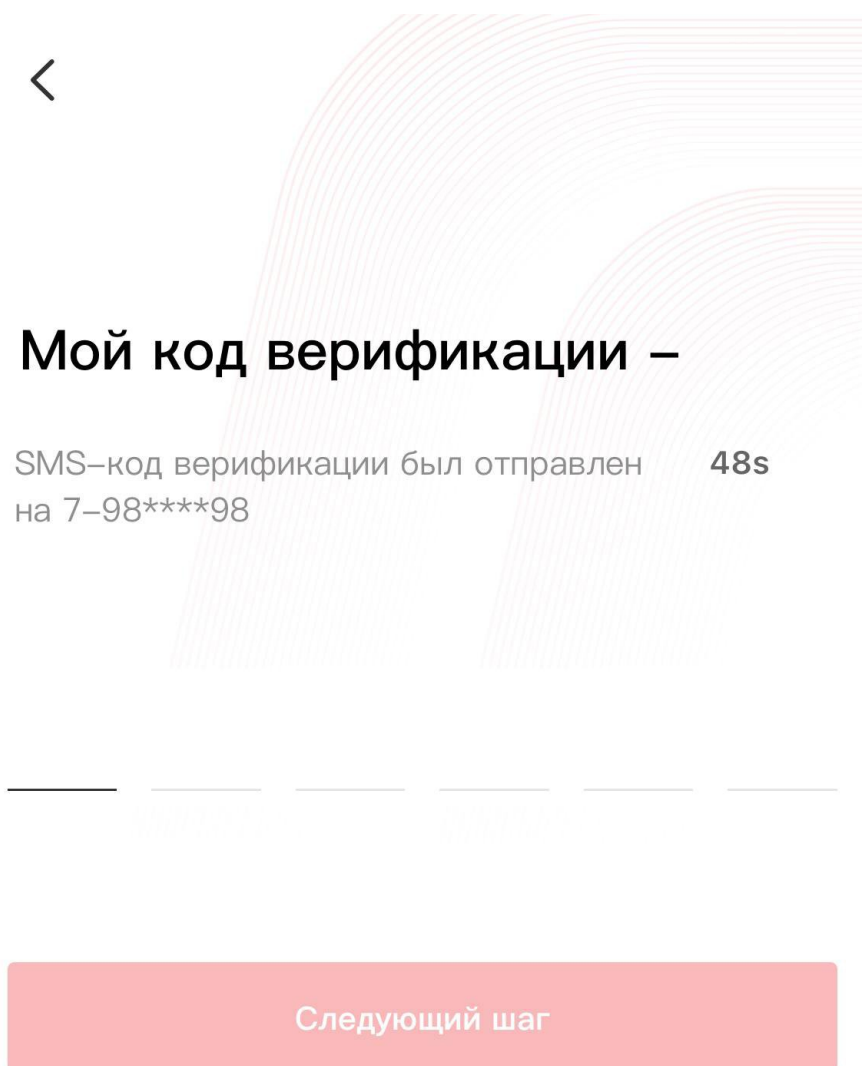 Мой код верификации –
SMS–код верификации был отправлен
48s
на 7–98****98
Следующий шаг